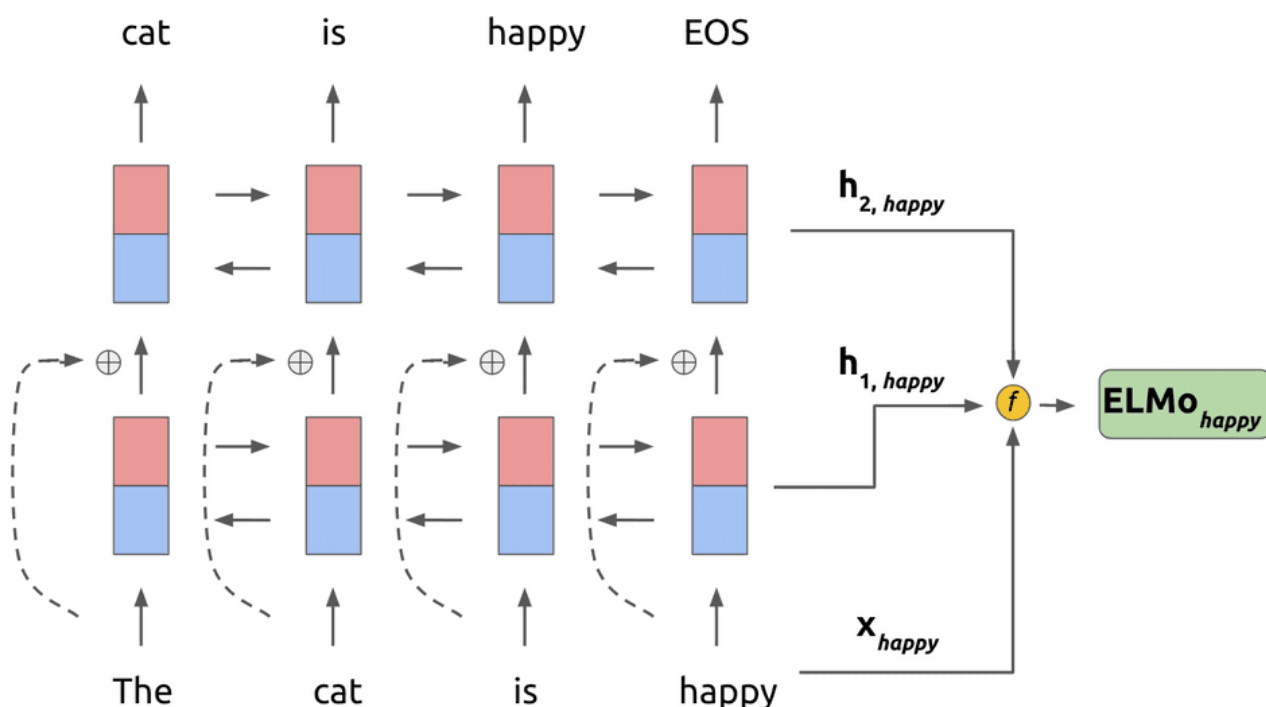 cat is happy EOS
h2, happy
h1, happy
f
ELMohappy
xhappy
The cat is happy